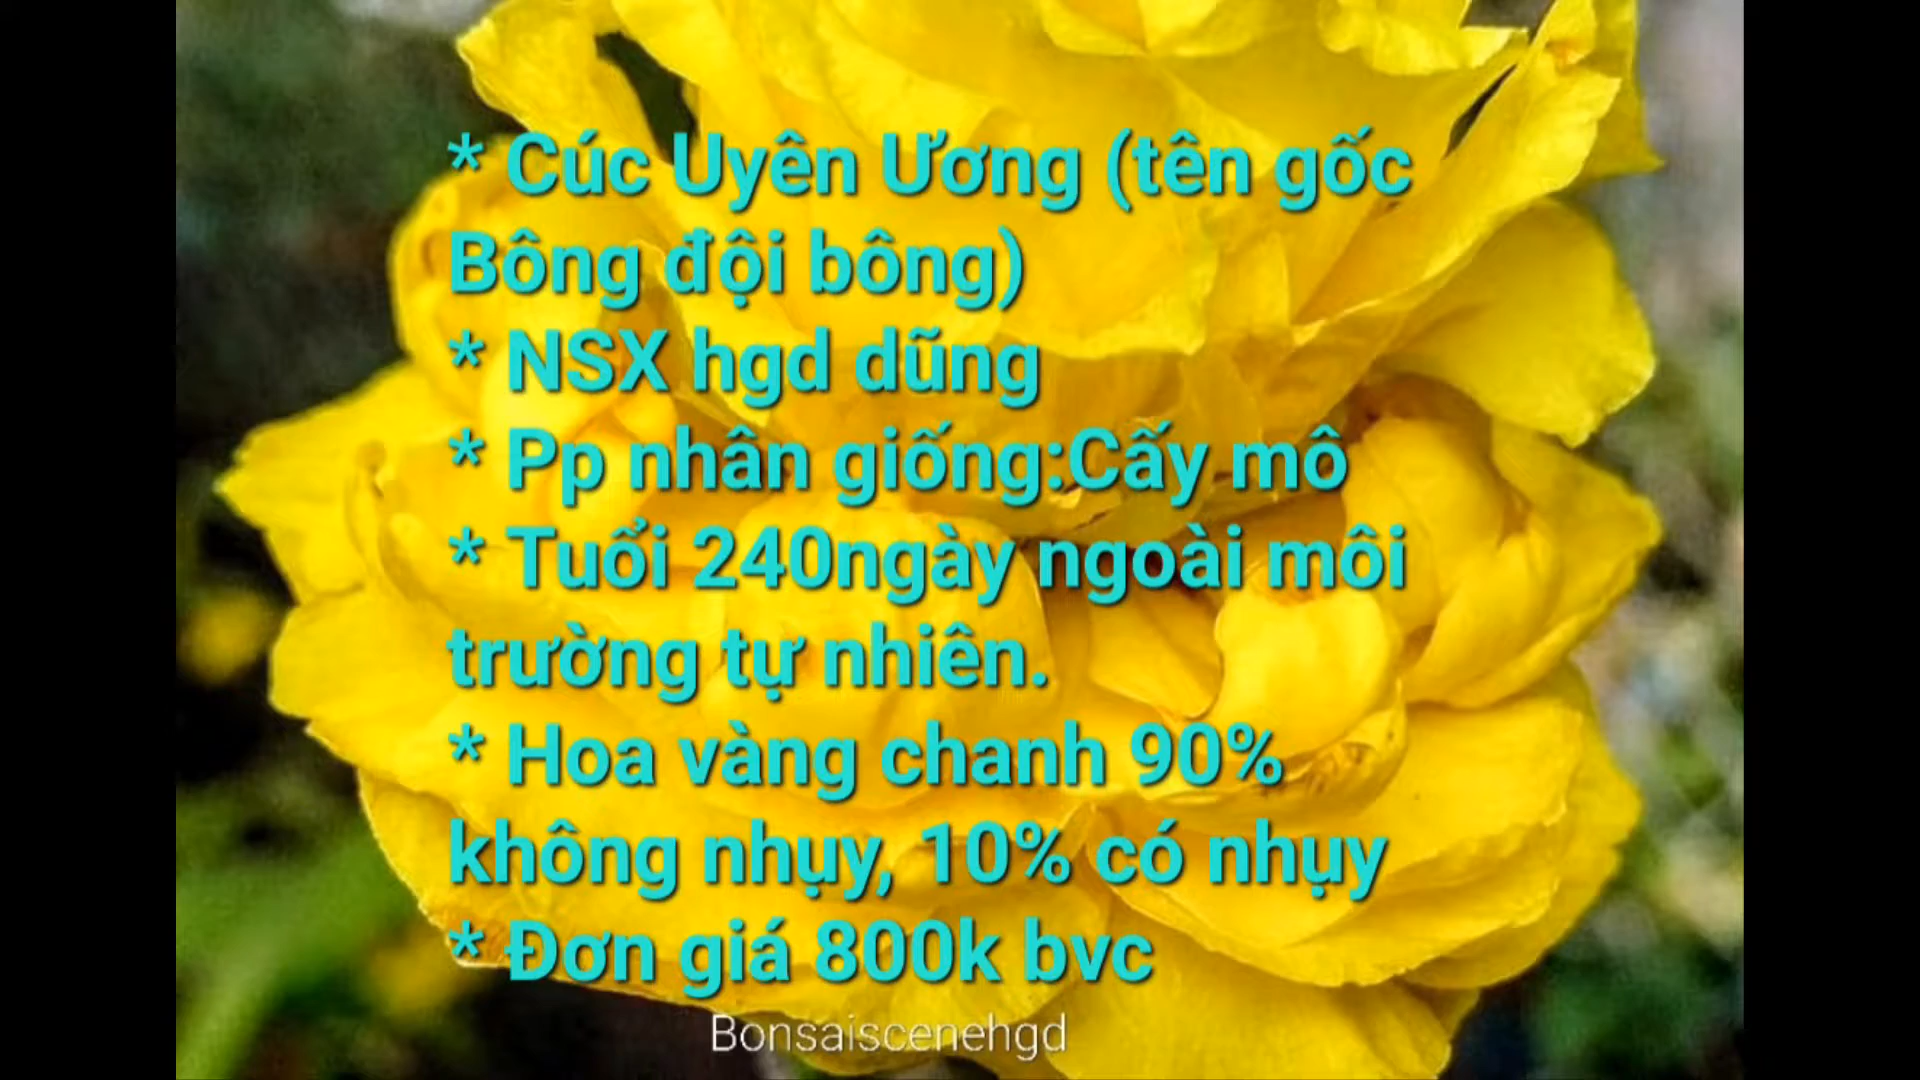 * Cúc Uyên Ương (tên gốc
Bông đội bông)
* NSX hgd dũng
* Pp nhân giống:Cấy mô
* Tuổi 240ngày ngoài môi
trường tự nhiên.
* Hoa vàng chanh 90%
không nhụy, 10% có nhụy
* Đơn giá 800k bvc
Bonsaiscenehgd